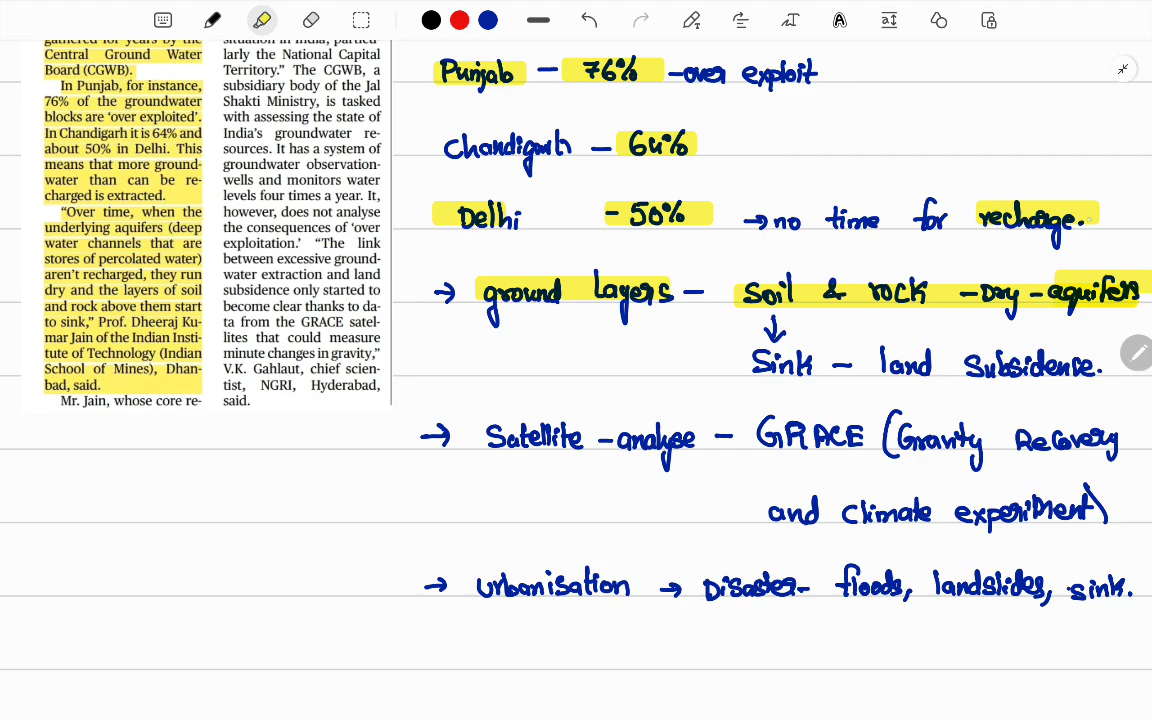 gathered for years by the
Central Ground Water
Board (CGWB).
In Punjab, for instance,
76% of the groundwater
blocks are ‘over exploited’.
In Chandigarh it is 64% and
about 50% in Delhi. This
means that more ground-
water than can be re-
charged is extracted.
“Over time, when the
underlying aquifers (deep
water channels that are
stores of percolated water)
aren’t recharged, they run
dry and the layers of soil
and rock above them start
to sink,” Prof. Dheeraj Ku-
mar Jain of the Indian Insti-
tute of Technology (Indian
School of Mines), Dhan-
bad, said.
Mr. Jain, whose core re-
situation in India, particu-
larly the National Capital
Territory.” The CGWB, a
subsidiary body of the Jal
Shakti Ministry, is tasked
with assessing the state of
India’s groundwater re-
sources. It has a system of
groundwater observation-
wells and monitors water
levels four times a year. It,
however, does not analyse
the consequences of ‘over
exploitation.’ “The link
between excessive ground-
water extraction and land
subsidence only started to
become clear thanks to da-
ta from the GRACE satel-
lites that could measure
minute changes in gravity,”
V.K. Gahlaut, chief scien-
tist, NGRI, Hyderabad,
said.
Punjab – 76% – over exploit
Chandigarh – 64%
Delhi – 50% → no time for recharge.
→ ground layers – Soil & rock – Dry – aquifers
↓
Sink – land Subsidence.
→ Satellite – analyse – GRACE (Gravity Recovery
and climate experiment)
→ Urbanisation → Disaster – floods, landslides, sink.